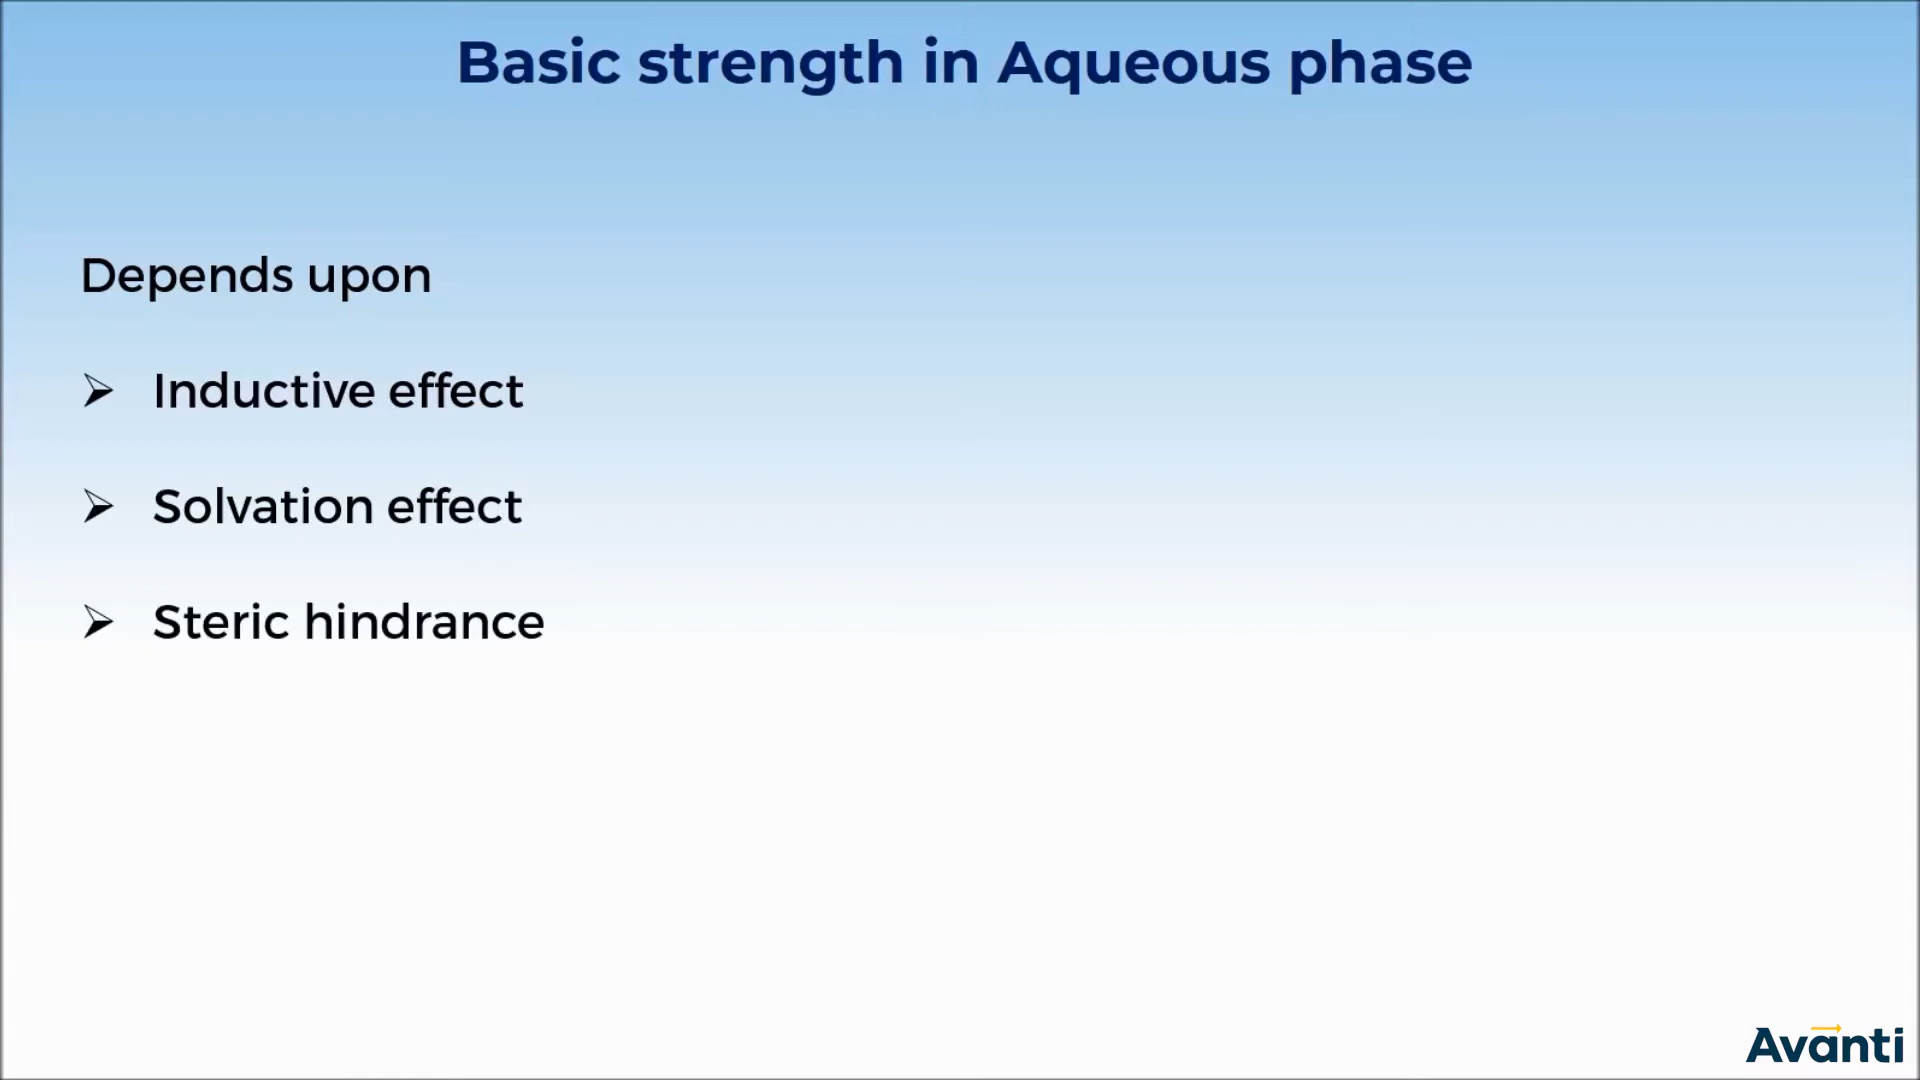 Basic strength in Aqueous phase
Depends upon
➢ Inductive effect
➢ Solvation effect
➢ Steric hindrance
Avanti